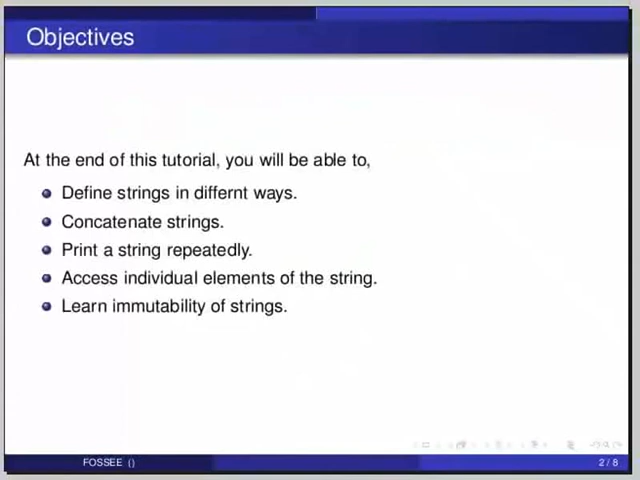 Objectives
At the end of this tutorial, you will be able to,
Define strings in differnt ways.
Concatenate strings.
Print a string repeatedly.
Access individual elements of the string.
Learn immutability of strings.
FOSSEE ()
2 / 8